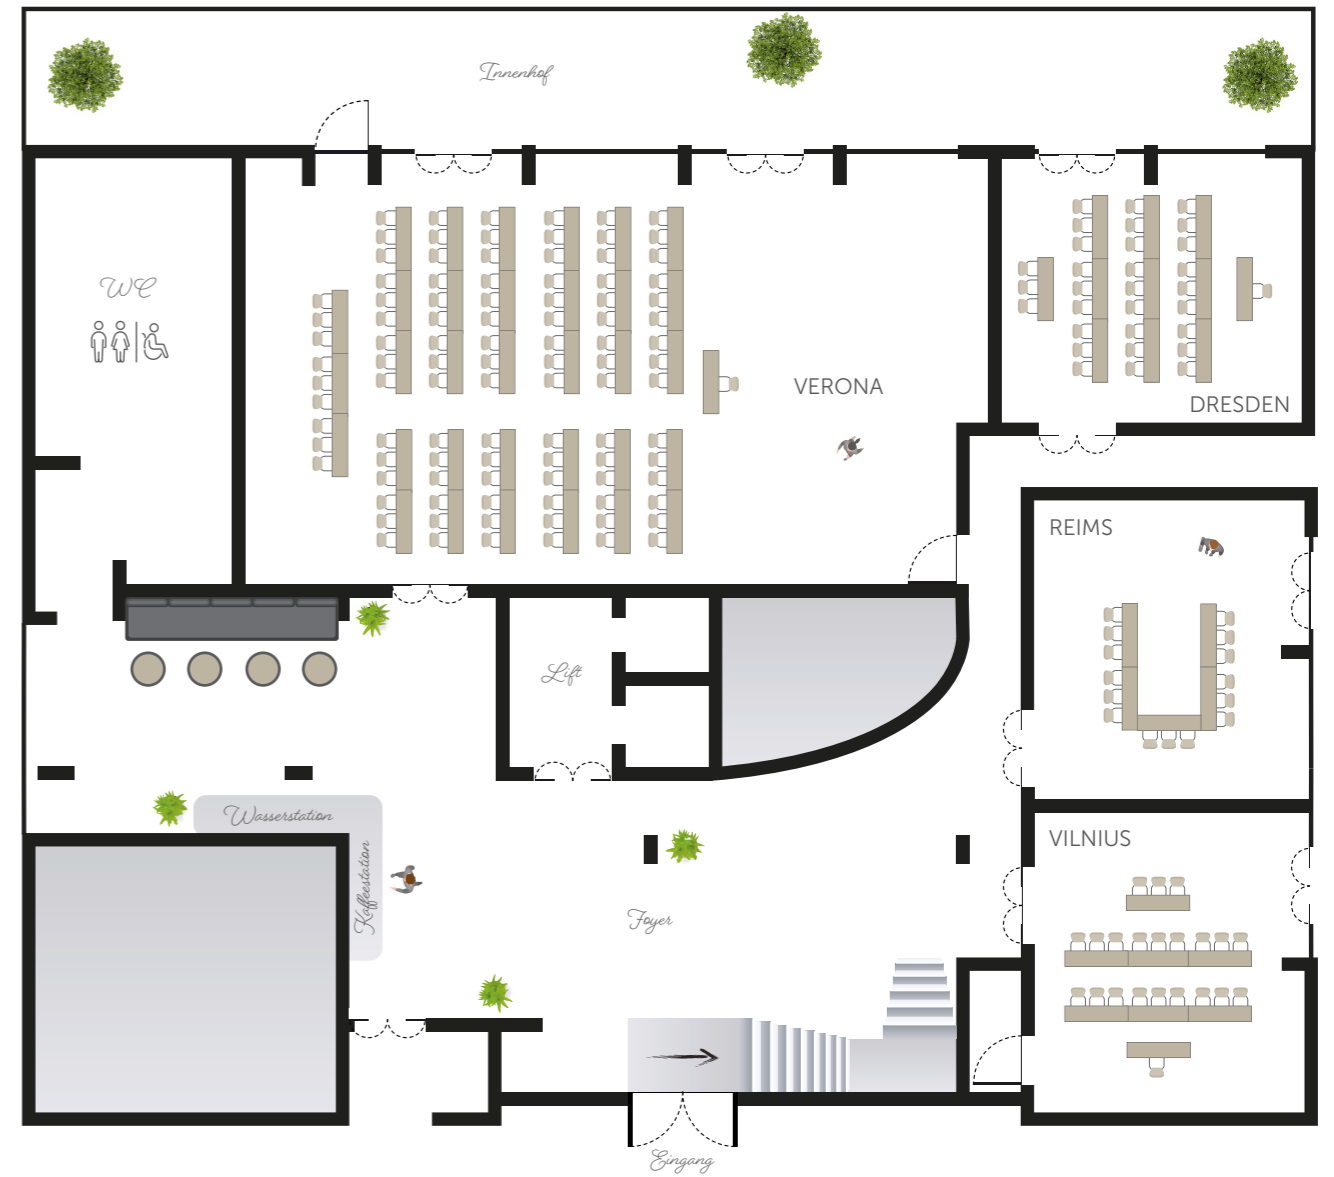 Innenhof
WC
VERONA
DRESDEN
REIMS
Lift
Wasserstation
VILNIUS
Kaffeestation
Foyer
Eingang